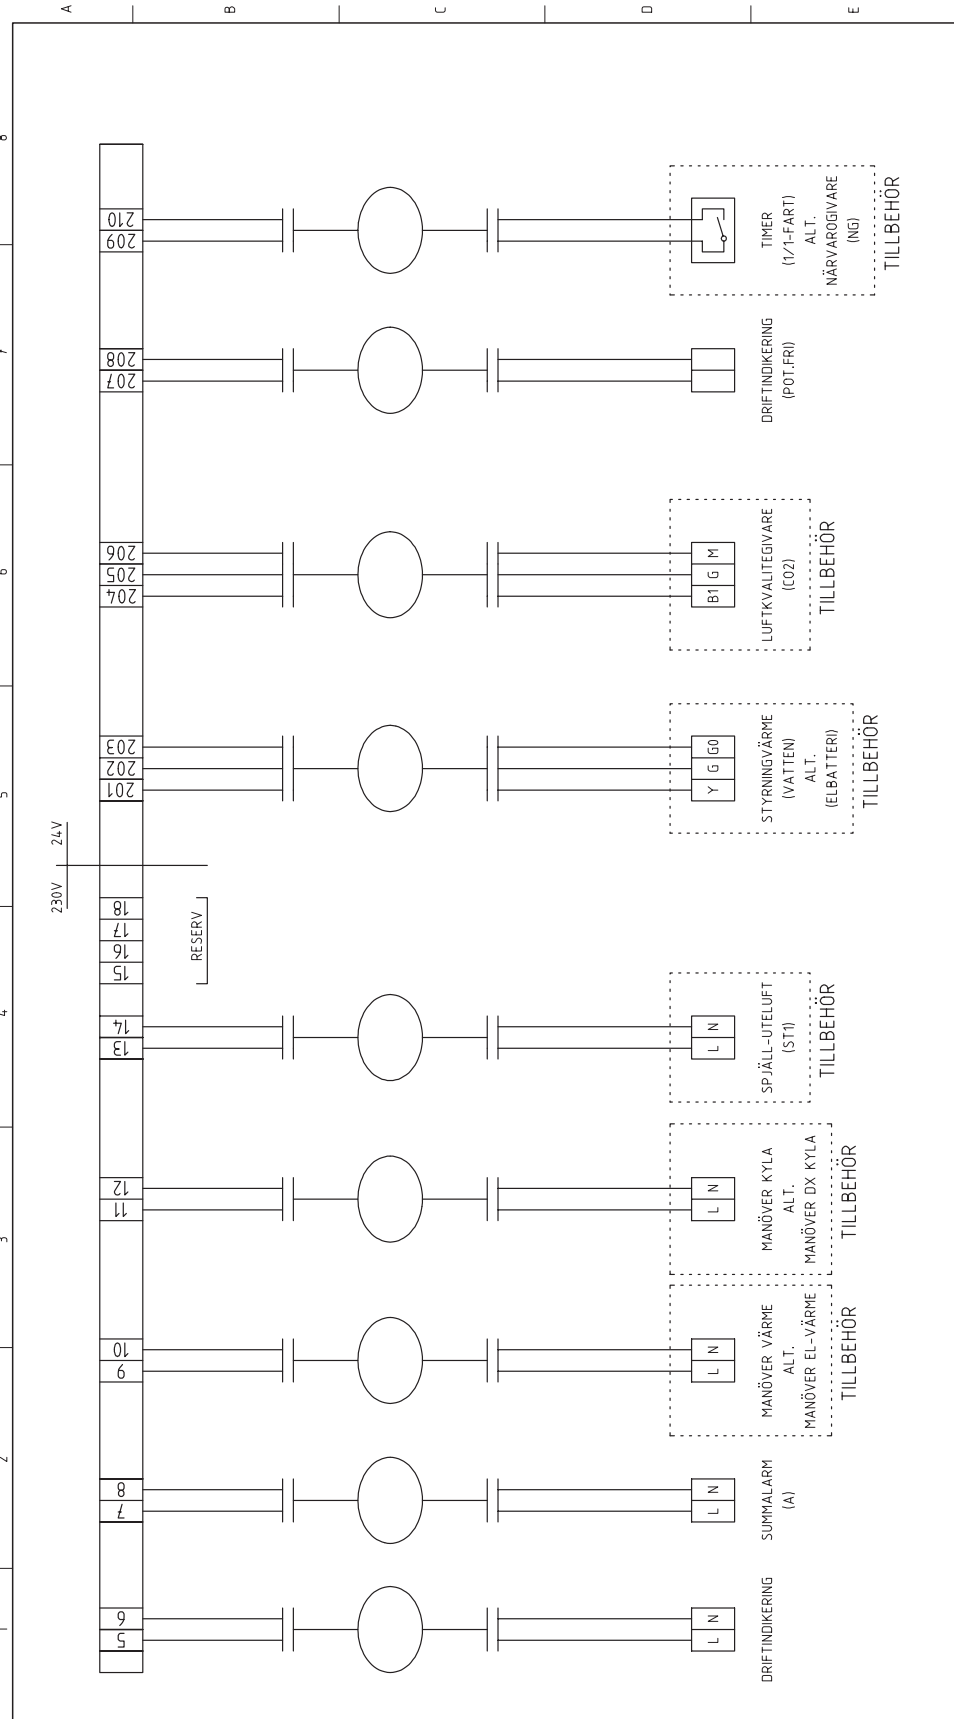 A
B
C
D
E
1
2
3
4
5
6
7
8
230V
24V
5
6
7
8
9
10
11
12
13
14
15
16
17
18
201
202
203
204
205
206
207
208
209
210
RESERV
L N
DRIFTINDIKERING
L N
SUMMALARM
(A)
L N
MANÖVER VÄRME
ALT.
MANÖVER EL-VÄRME
TILLBEHÖR
L N
MANÖVER KYLA
ALT.
MANÖVER DX KYLA
TILLBEHÖR
L N
SPJÄLL-UTELUFT
(ST1)
TILLBEHÖR
Y G G0
STYRNINGVÄRME
(VATTEN)
ALT.
(ELBATTERI)
TILLBEHÖR
B1 G M
LUFTKVALITEGIVARE
(CO2)
TILLBEHÖR
DRIFTINDIKERING
(POT.FRI)
TIMER
(1/1-FART)
ALT.
NÄRVAROGIVARE
(NG)
TILLBEHÖR